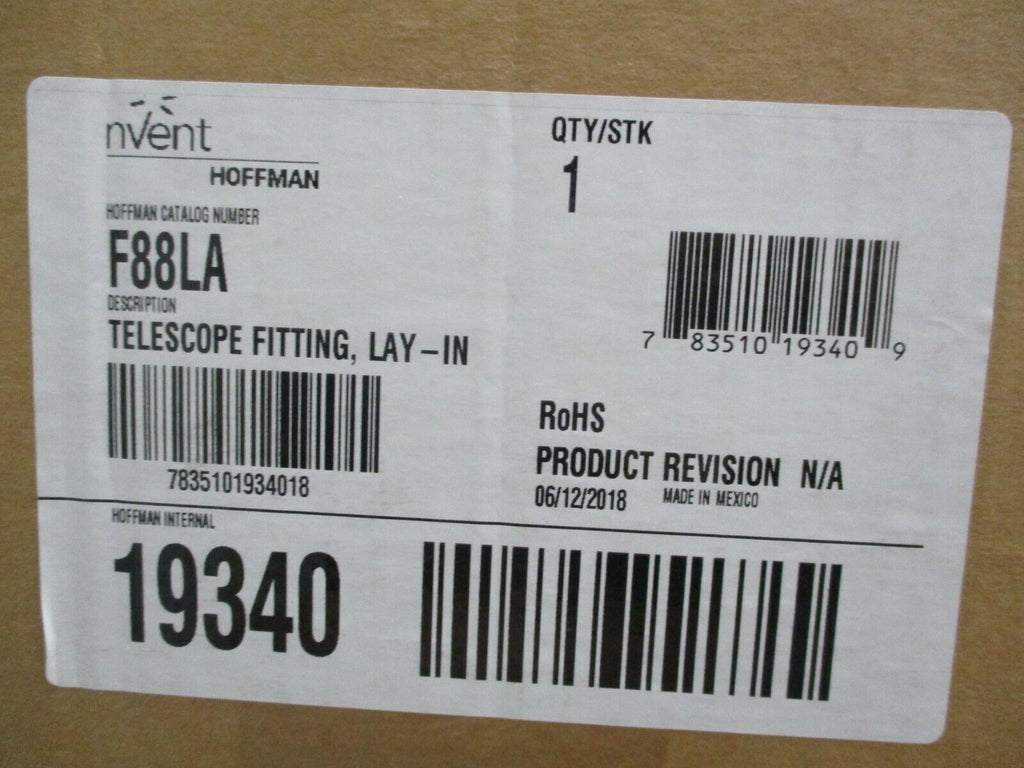 nVent
HOFFMAN
HOFFMAN CATALOG NUMBER
F88LA
DESCRIPTION
TELESCOPE FITTING, LAY-IN
7835101934018
QTY/STK
1
7 83510 19340 9
RoHS
PRODUCT REVISION N/A
06/12/2018 MADE IN MEXICO
HOFFMAN INTERNAL
19340